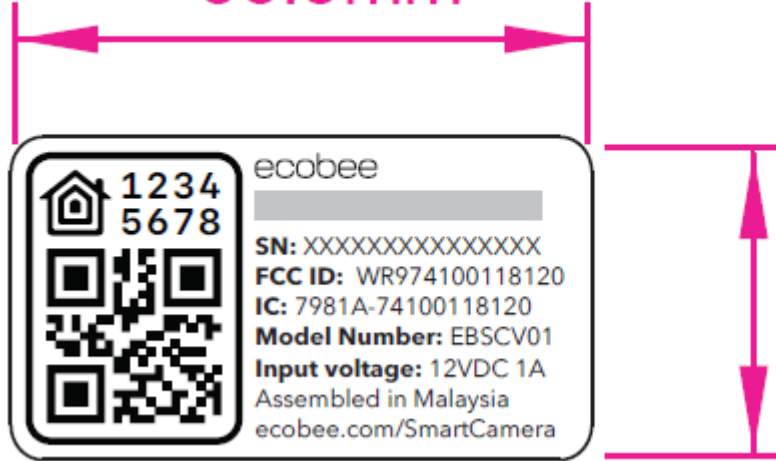 ecobee
1234
5678
SN: XXXXXXXXXXXXXXX
FCC ID: WR974100118120
IC: 7981A-74100118120
Model Number: EBSCV01
Input voltage: 12VDC 1A
Assembled in Malaysia
ecobee.com/SmartCamera